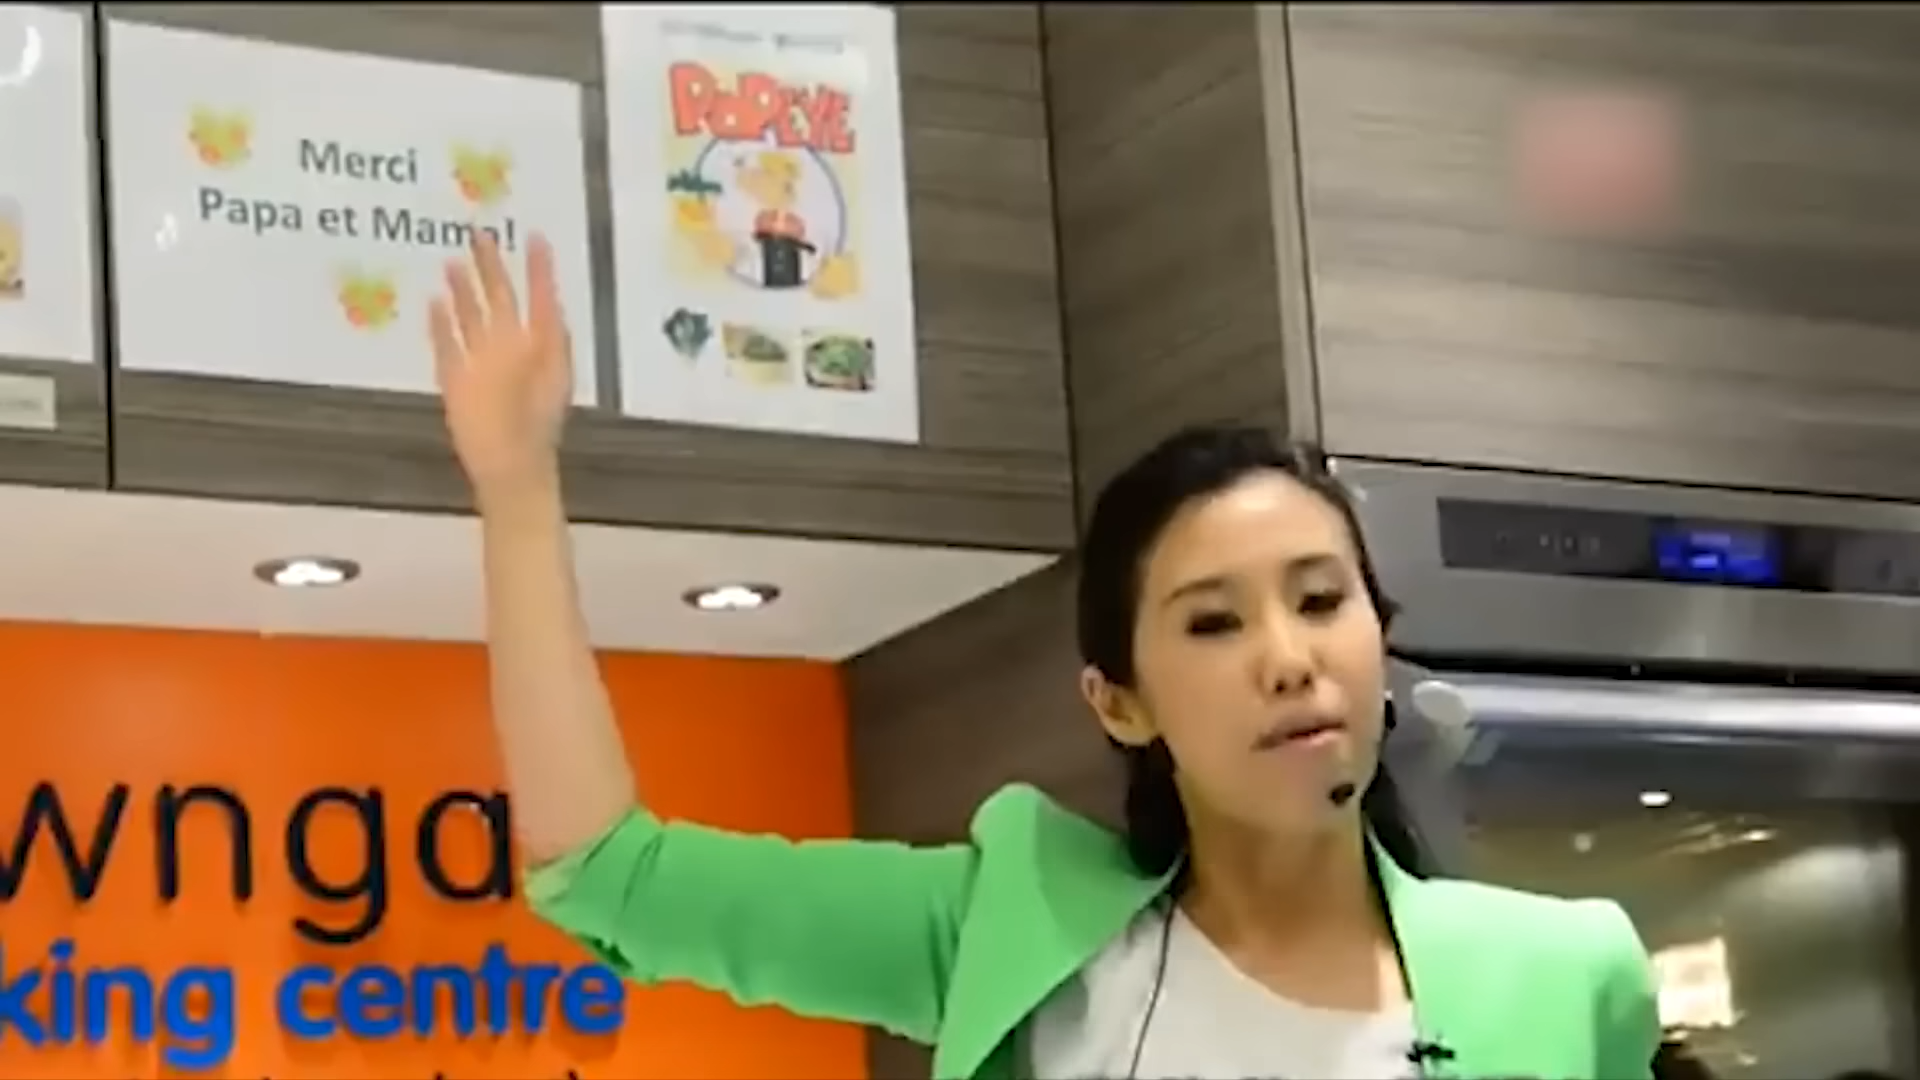 Merci
Papa et Mama!
POPEYE
wnga
king centre